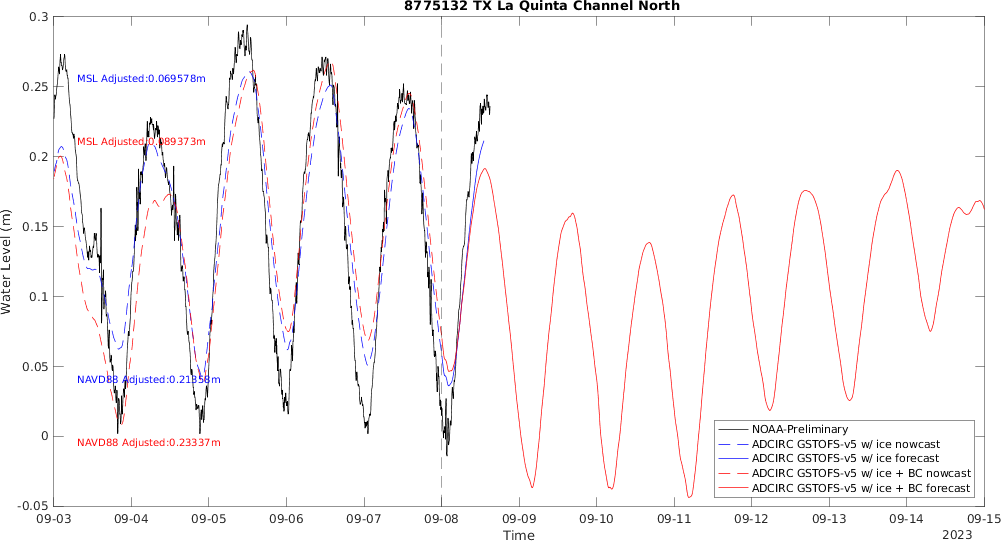 8775132 TX La Quinta Channel North
0.3
0.25
0.2
0.15
0.1
0.05
0
-0.05
Water Level (m)
MSL Adjusted:0.069578m
MSL Adjusted:0.089373m
NAVD88 Adjusted:0.21358m
NAVD88 Adjusted:0.23337m
NOAA-Preliminary
ADCIRC GSTOFS-v5 w/ ice nowcast
ADCIRC GSTOFS-v5 w/ ice forecast
ADCIRC GSTOFS-v5 w/ ice + BC nowcast
ADCIRC GSTOFS-v5 w/ ice + BC forecast
09-03 09-04 09-05 09-06 09-07 09-08 09-09 09-10 09-11 09-12 09-13 09-14 09-15
Time
2023